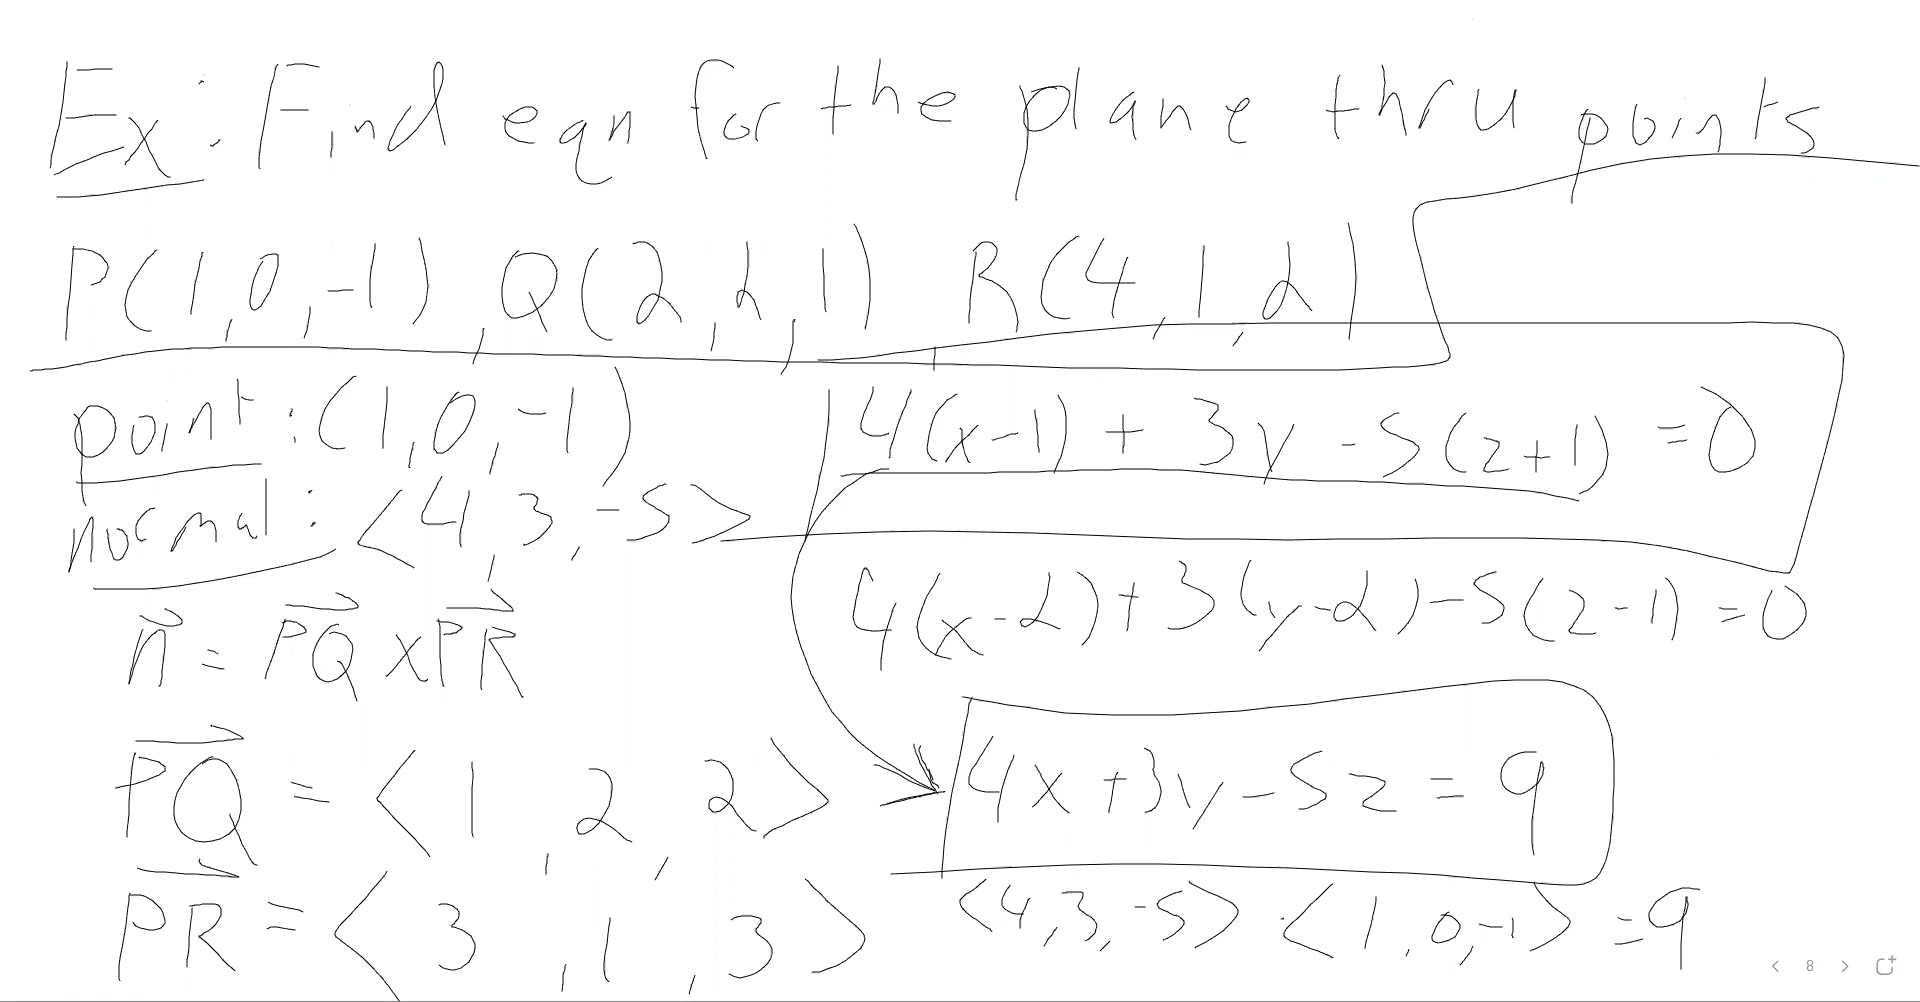 Ex: Find eqn for the plane thru points
P(1,0,-1), Q(2,2,1), R(4,1,2)
point: (1,0,-1)
normal: <4,3,-5>
n⃗ = PQ⃗ x PR⃗
PQ⃗ = <1, 2, 2>
PR⃗ = <3, 1, 3>
4(x-1) + 3y - 5(z+1) = 0
4(x-2) + 3(y-2) - 5(z-1) = 0
4x + 3y - 5z = 9
<4,3,-5> · <1,0,-1> = 9
8